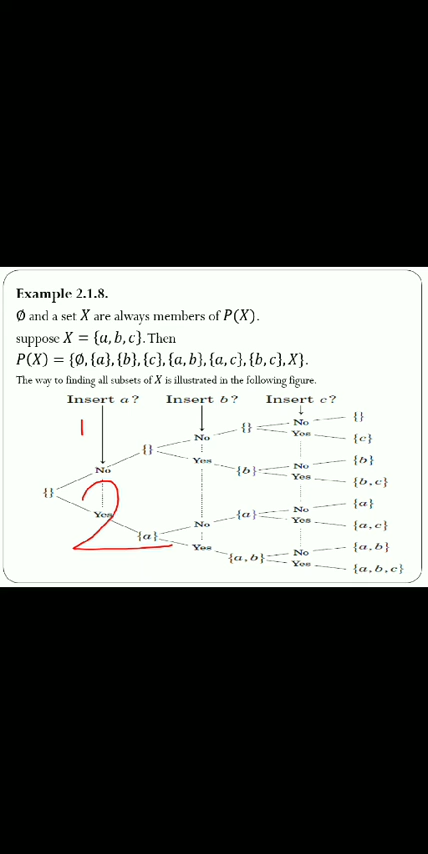 Example 2.1.8.
Ø and a set X are always members of P(X).
suppose X = {a, b, c}. Then
P(X) = {Ø, {a}, {b}, {c}, {a, b}, {a, c}, {b, c}, X}.
The way to finding all subsets of X is illustrated in the following figure.
Insert a? Insert b? Insert c?
1
{}
No {}
{} No Yes {c}
{}
No Yes {b} No {b}
Yes {b, c}
{}
2
Yes {a} No {a} No {a}
Yes {a, c}
Yes {a, b} No {a, b}
Yes {a, b, c}